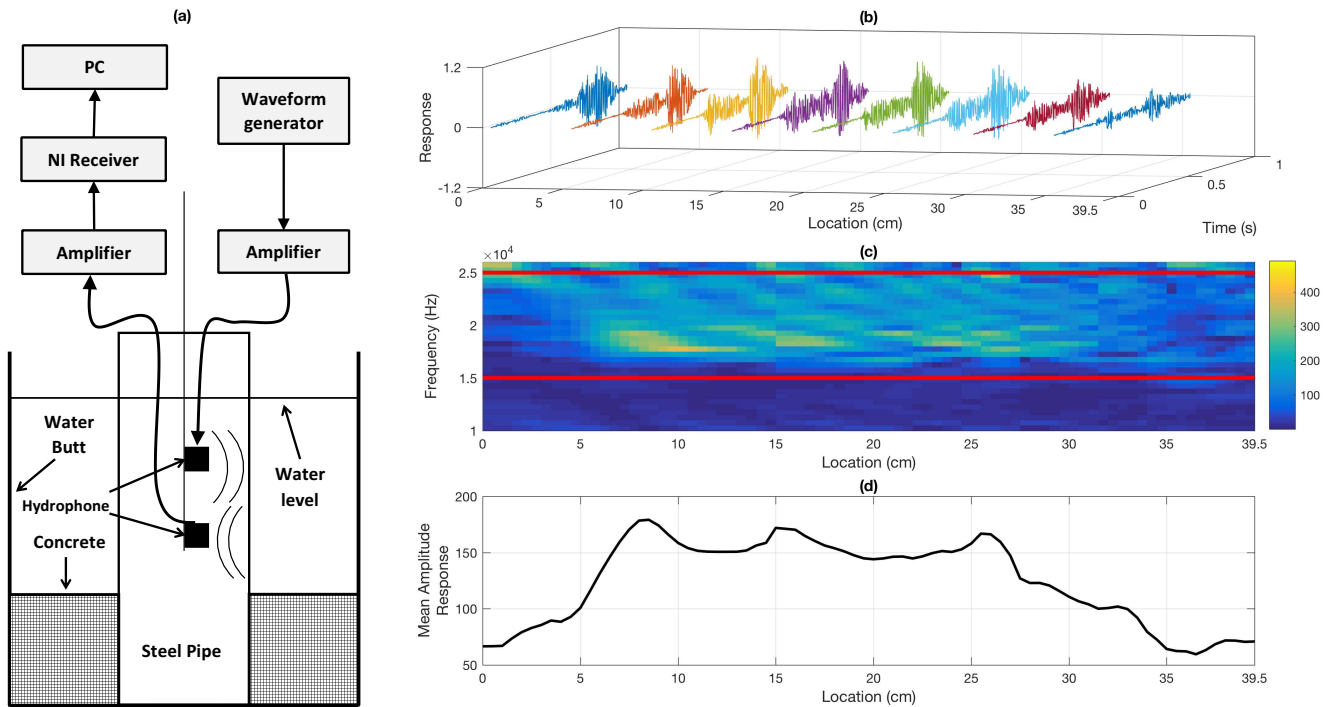 (a)
PC
Waveform
generator
NI Receiver
Amplifier
Amplifier
Water
Butt
Hydrophone
Concrete
Water
level
Steel Pipe
(b)
Response
1.2
0
-1.2
0
5
10
15
20
25
30
35
39.5
Location (cm)
0
0.5
1
Time (s)
(c)
×10⁴
Frequency (Hz)
2.5
2
1.5
1
0
5
10
15
20
25
30
35
39.5
Location (cm)
400
300
200
100
(d)
Mean Amplitude
Response
200
150
100
50
0
5
10
15
20
25
30
35
39.5
Location (cm)